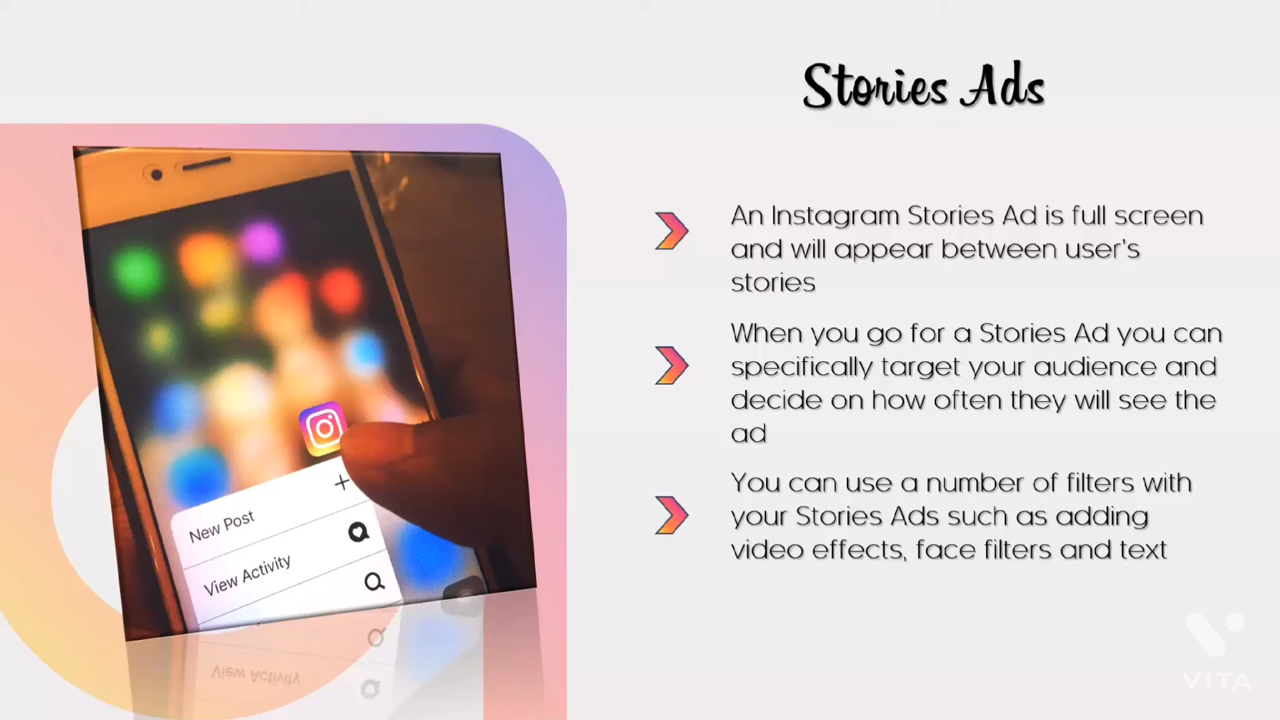 Stories Ads
An Instagram Stories Ad is full screen
and will appear between user's
stories
When you go for a Stories Ad you can
specifically target your audience and
decide on how often they will see the
ad
You can use a number of filters with
your Stories Ads such as adding
video effects, face filters and text
New Post
View Activity
View Activity
VITA